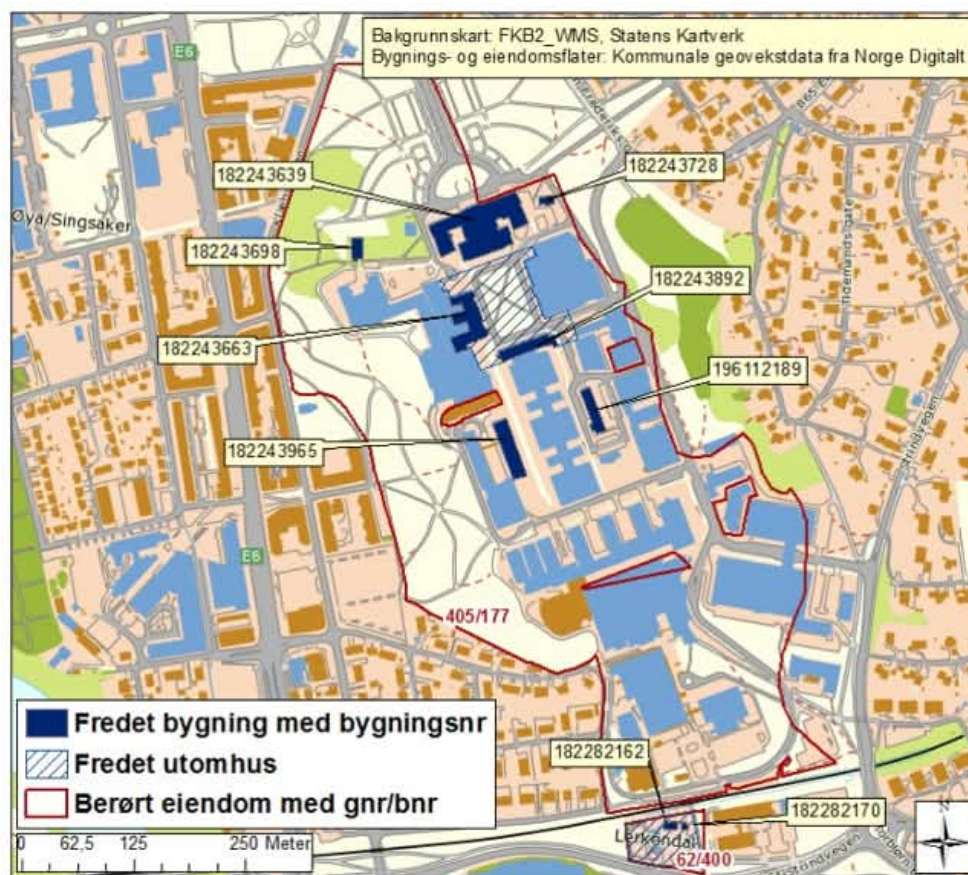 Bakgrunnskart: FKB2_WMS, Statens Kartverk
Bygnings- og eiendomsflater: Kommunale geovekstdata fra Norge Digitalt
E6
182243639
182243728
Øya/Singsaker
182243698
182243892
Tidemands gate
182243663
196112189
182243965
E6
405/177
Fredet bygning med bygningsnr
Fredet utomhus
Berørt eiendom med gnr/bnr
182282162
182282170
Lerkendal
62/400
0 62,5 125 250 Meter
N